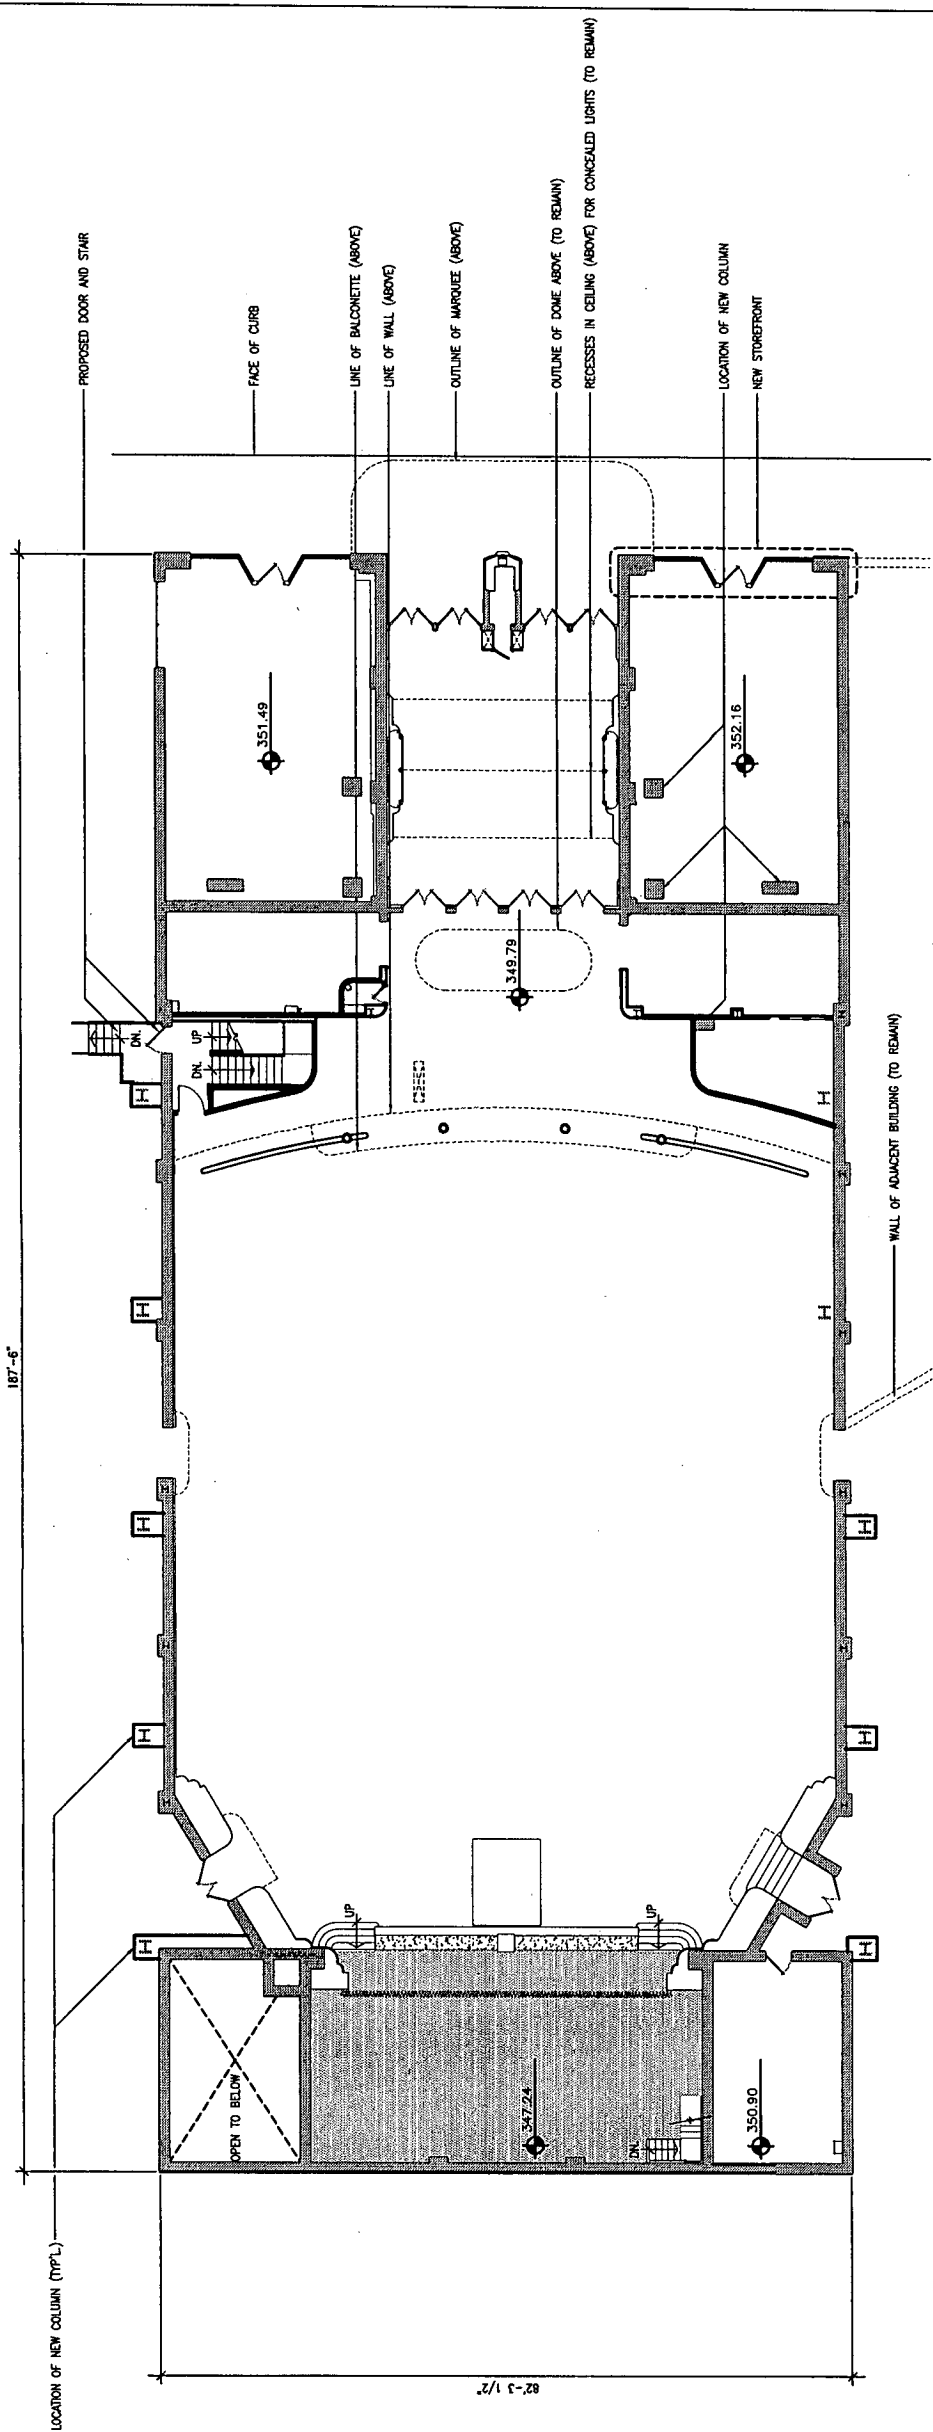 PROPOSED DOOR AND STAIR
FACE OF CURB
LINE OF BALCONETTE (ABOVE)
LINE OF WALL (ABOVE)
OUTLINE OF MARQUEE (ABOVE)
OUTLINE OF DOME ABOVE (TO REMAIN)
RECESSES IN CEILING (ABOVE) FOR CONCEALED LIGHTS (TO REMAIN)
LOCATION OF NEW COLUMN
NEW STOREFRONT
WALL OF ADJACENT BUILDING (TO REMAIN)
LOCATION OF NEW COLUMN (TYP'L.)
187'-6"
82'-3 1/2"
351.49
352.16
349.79
DN.
UP
DN.
UP
UP
OPEN TO BELOW
347.24
DN.
350.90